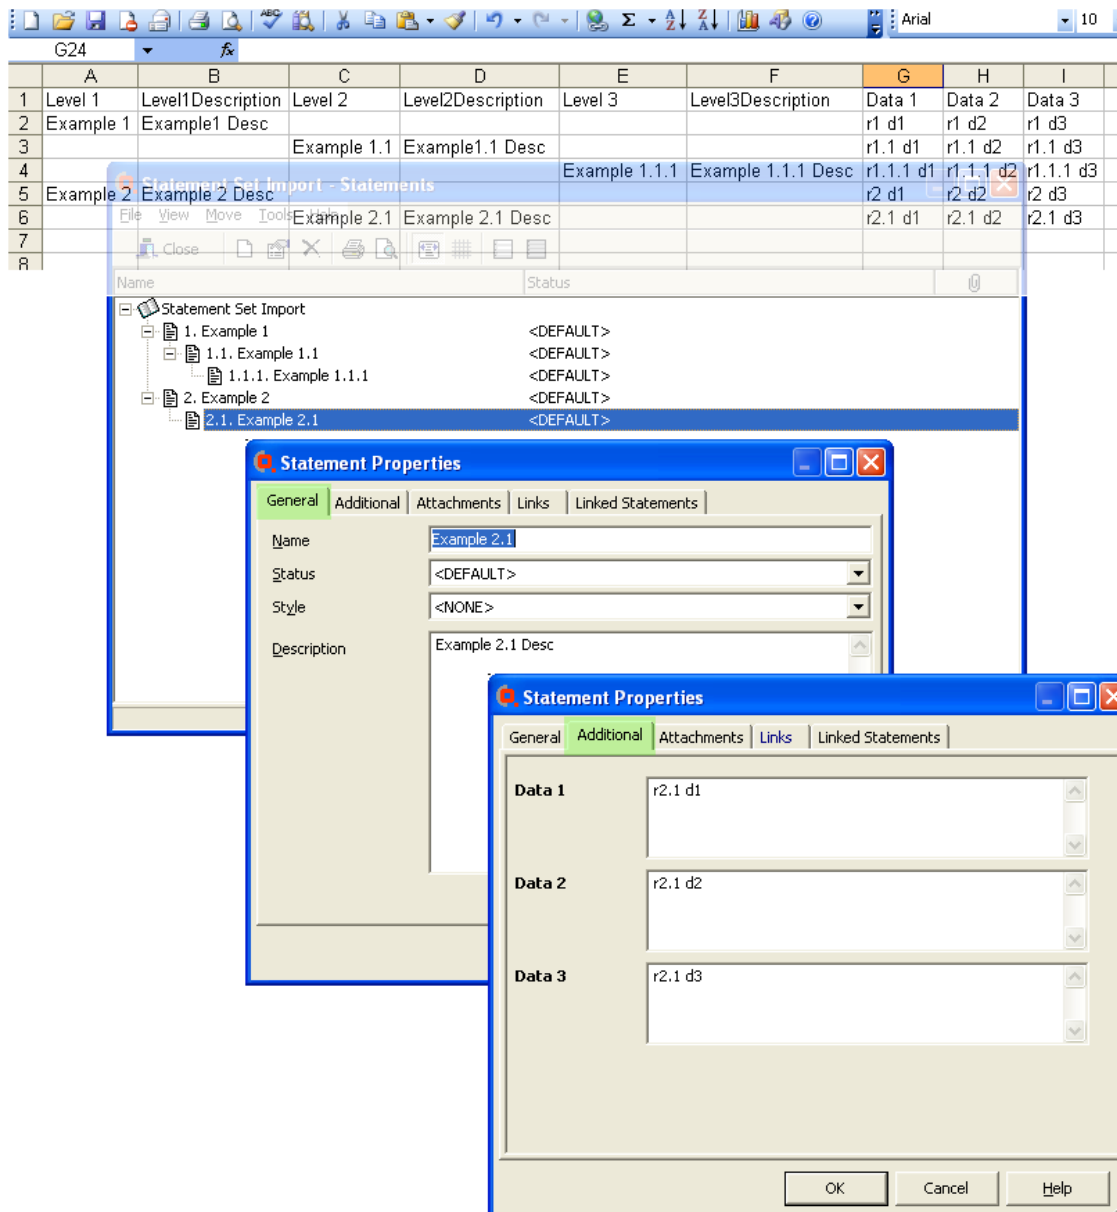 Arial 10
G24 fx
A B C D E F G H I
1 Level 1 Level1Description Level 2 Level2Description Level 3 Level3Description Data 1 Data 2 Data 3
2 Example 1 Example1 Desc r1 d1 r1 d2 r1 d3
3 Example 1.1 Example1.1 Desc r1.1 d1 r1.1 d2 r1.1 d3
4 Example 1.1.1 Example 1.1.1 Desc r1.1.1 d1 r1.1.1 d2 r1.1.1 d3
Statement Set Import - Statements
5 Example 2 Example 2 Desc r2 d1 r2 d2 r2 d3
File View Move Tools Help
6 Example 2.1 Example 2.1 Desc r2.1 d1 r2.1 d2 r2.1 d3
7
Close
8
Name Status
Statement Set Import
1. Example 1 <DEFAULT>
1.1. Example 1.1 <DEFAULT>
1.1.1. Example 1.1.1 <DEFAULT>
2. Example 2 <DEFAULT>
2.1. Example 2.1 <DEFAULT>
Statement Properties
General Additional Attachments Links Linked Statements
Name Example 2.1
Status <DEFAULT>
Style <NONE>
Description Example 2.1 Desc
Statement Properties
General Additional Attachments Links Linked Statements
Data 1 r2.1 d1
Data 2 r2.1 d2
Data 3 r2.1 d3
OK Cancel Help